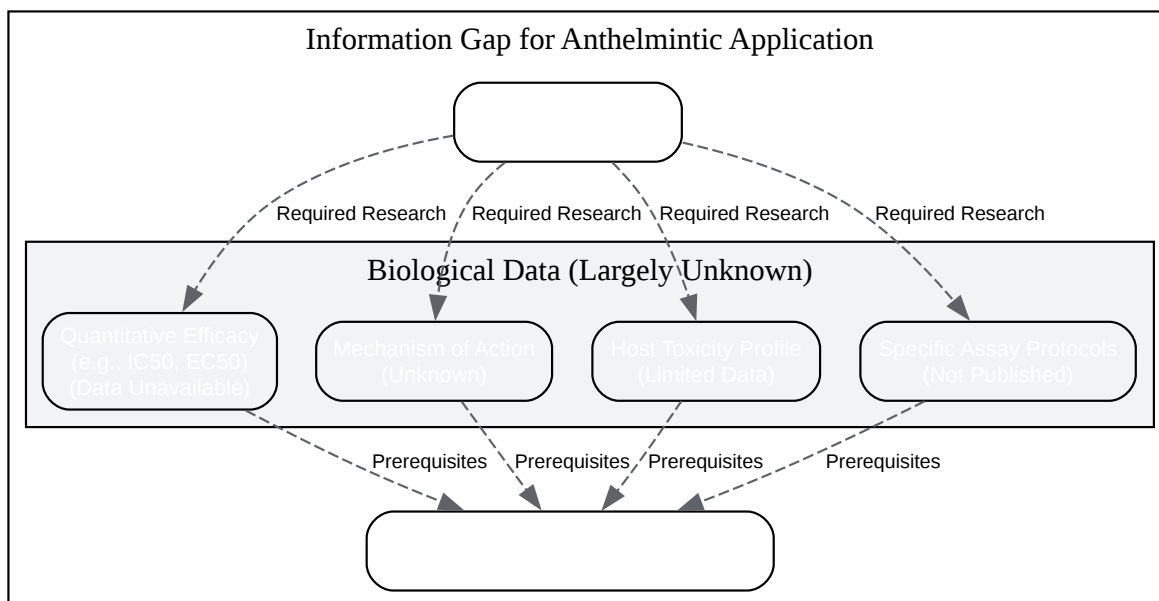 Information Gap for Anthelmintic Application
Required Research
Required Research
Required Research
Required Research
Biological Data (Largely Unknown)
Quantitative Efficacy
(e.g., IC50, EC50)
(Data Unavailable)
Mechanism of Action
(Unknown)
Host Toxicity Profile
(Limited Data)
Specific Assay Protocols
(Not Published)
Prerequisites
Prerequisites
Prerequisites
Prerequisites